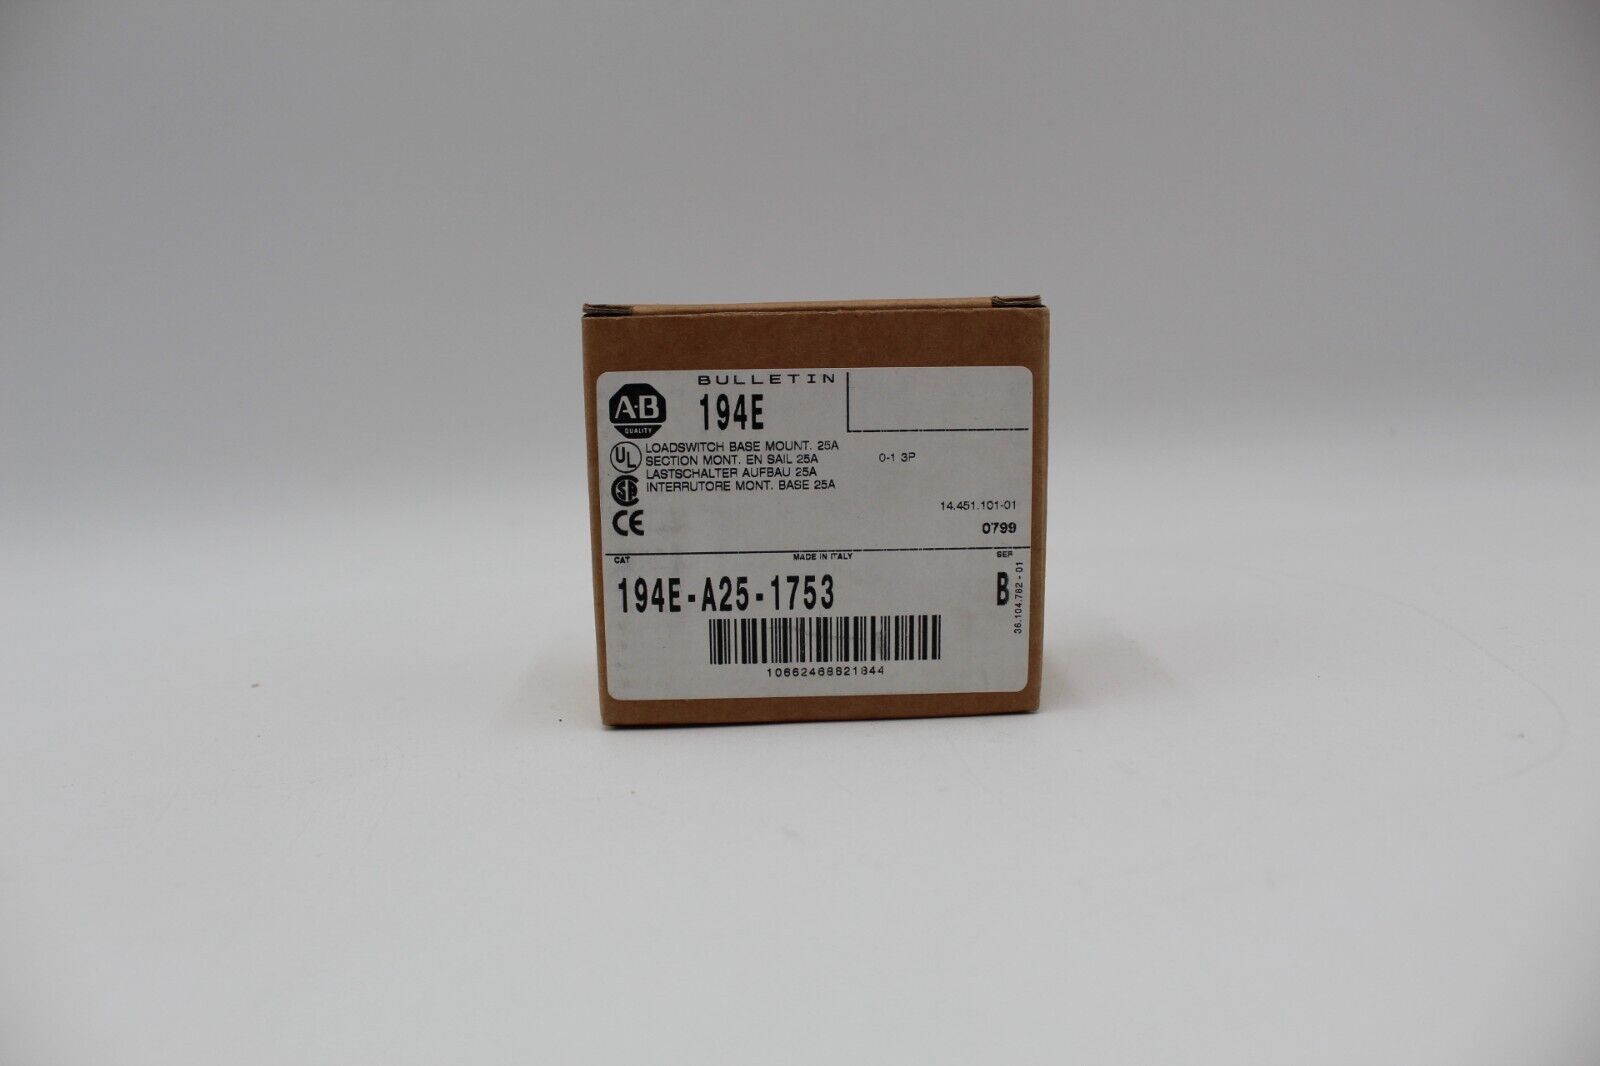 BULLETIN
A-B
QUALITY
194E
UL
LOADSWITCH BASE MOUNT. 25A
SECTION MONT. EN SAIL 25A
LASTSCHALTER AUFBAU 25A
INTERRUTORE MONT. BASE 25A
0-1 3P
CE
14.451.101-01
0799
CAT
MADE IN ITALY
SER
194E-A25-1753
B
36.104.782-01
10662468621844